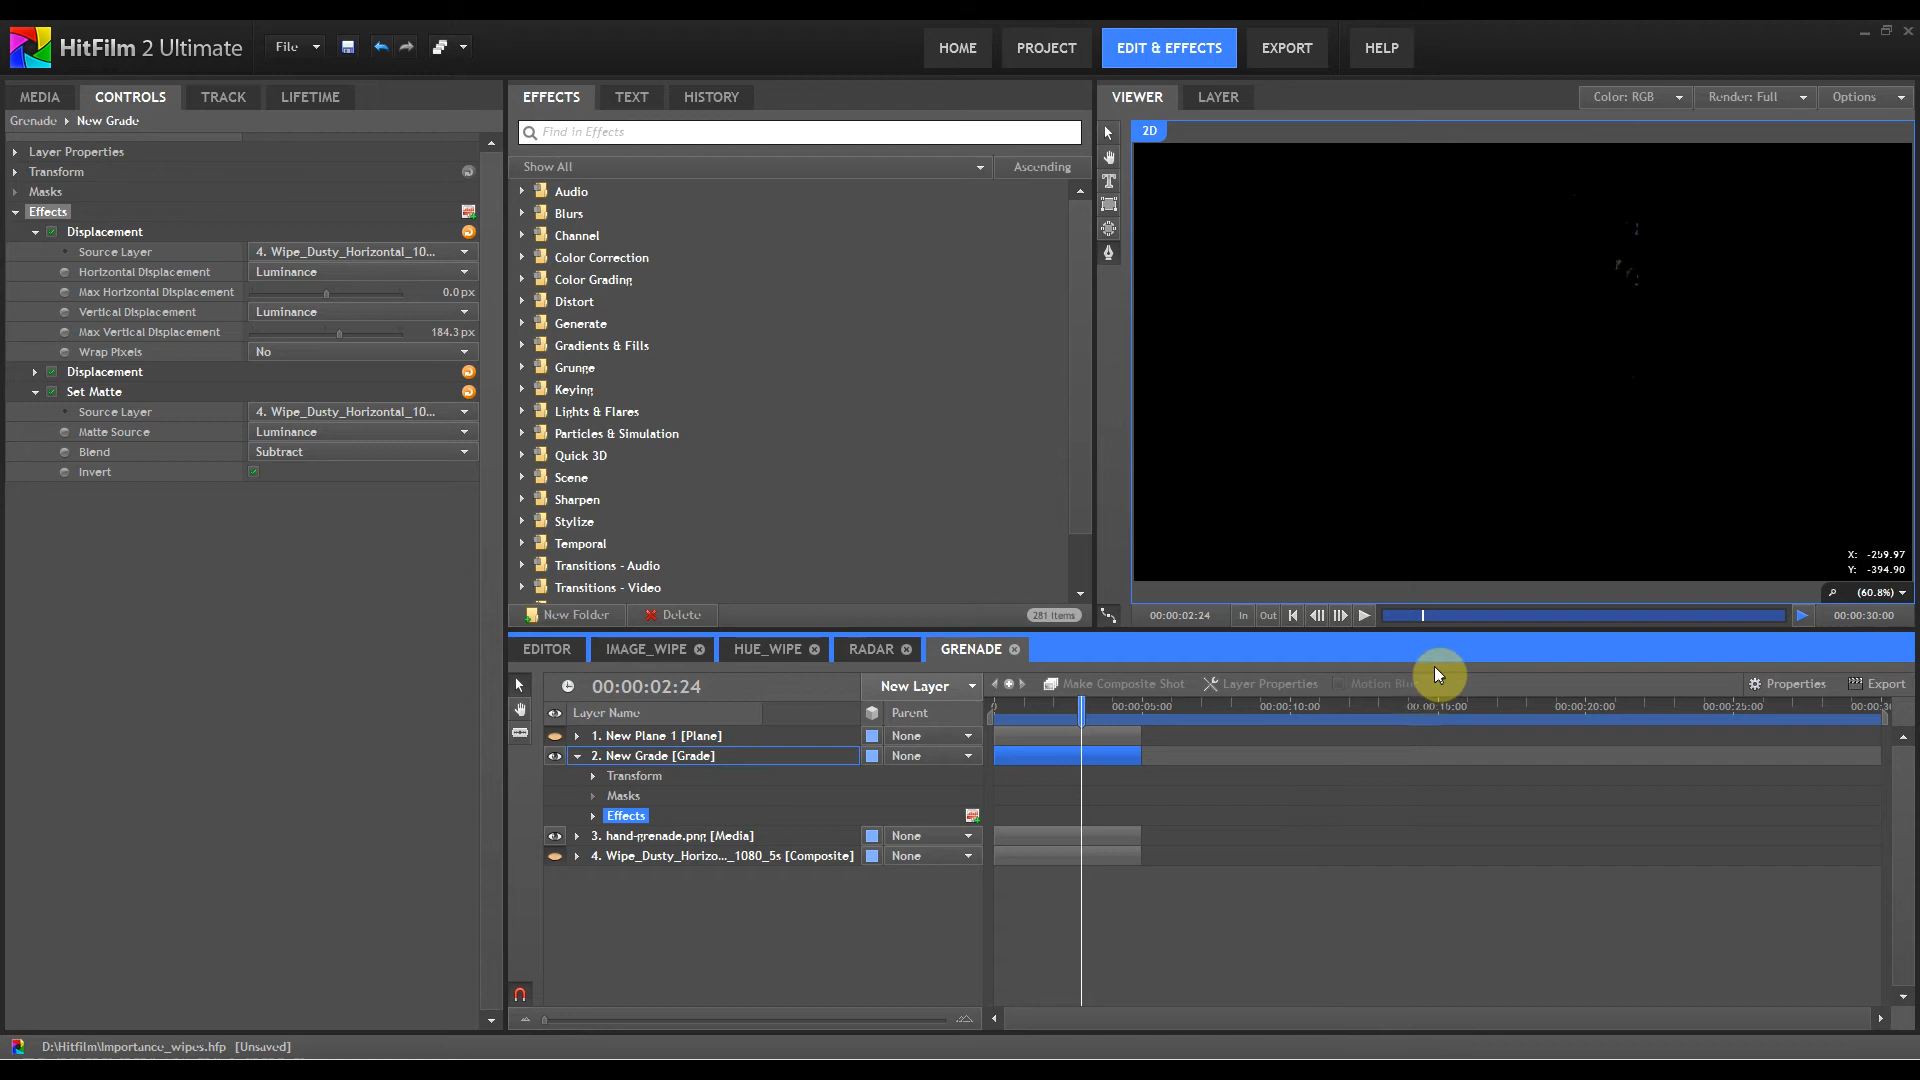 HitFilm 2 Ultimate
File
HOME
PROJECT
EDIT & EFFECTS
EXPORT
HELP
MEDIA
CONTROLS
TRACK
LIFETIME
Grenade
New Grade
Layer Properties
Transform
Masks
Effects
Displacement
Source Layer
4. Wipe_Dusty_Horizontal_10...
Horizontal Displacement
Luminance
Max Horizontal Displacement
0.0 px
Vertical Displacement
Luminance
Max Vertical Displacement
184.3 px
Wrap Pixels
No
Displacement
Set Matte
Source Layer
4. Wipe_Dusty_Horizontal_10...
Matte Source
Luminance
Blend
Subtract
Invert
EFFECTS
TEXT
HISTORY
Find in Effects
Show All
Ascending
Audio
Blurs
Channel
Color Correction
Color Grading
Distort
Generate
Gradients & Fills
Grunge
Keying
Lights & Flares
Particles & Simulation
Quick 3D
Scene
Sharpen
Stylize
Temporal
Transitions - Audio
Transitions - Video
New Folder
Delete
281 Items
VIEWER
LAYER
Color: RGB
Render: Full
Options
2D
X: -259.97
Y: -394.90
(60.8%)
00:00:02:24
In
Out
00:00:30:00
EDITOR
IMAGE_WIPE
HUE_WIPE
RADAR
GRENADE
00:00:02:24
New Layer
Make Composite Shot
Layer Properties
Properties
Export
Layer Name
Parent
0
00:00:05:00
00:00:10:00
00:00:15:00
00:00:20:00
00:00:25:00
1. New Plane 1 [Plane]
None
2. New Grade [Grade]
None
Transform
Masks
Effects
3. hand-grenade.png [Media]
None
4. Wipe_Dusty_Horizo..._1080_5s [Composite]
None
D:\Hitfilm\Importance_wipes.hfp [Unsaved]